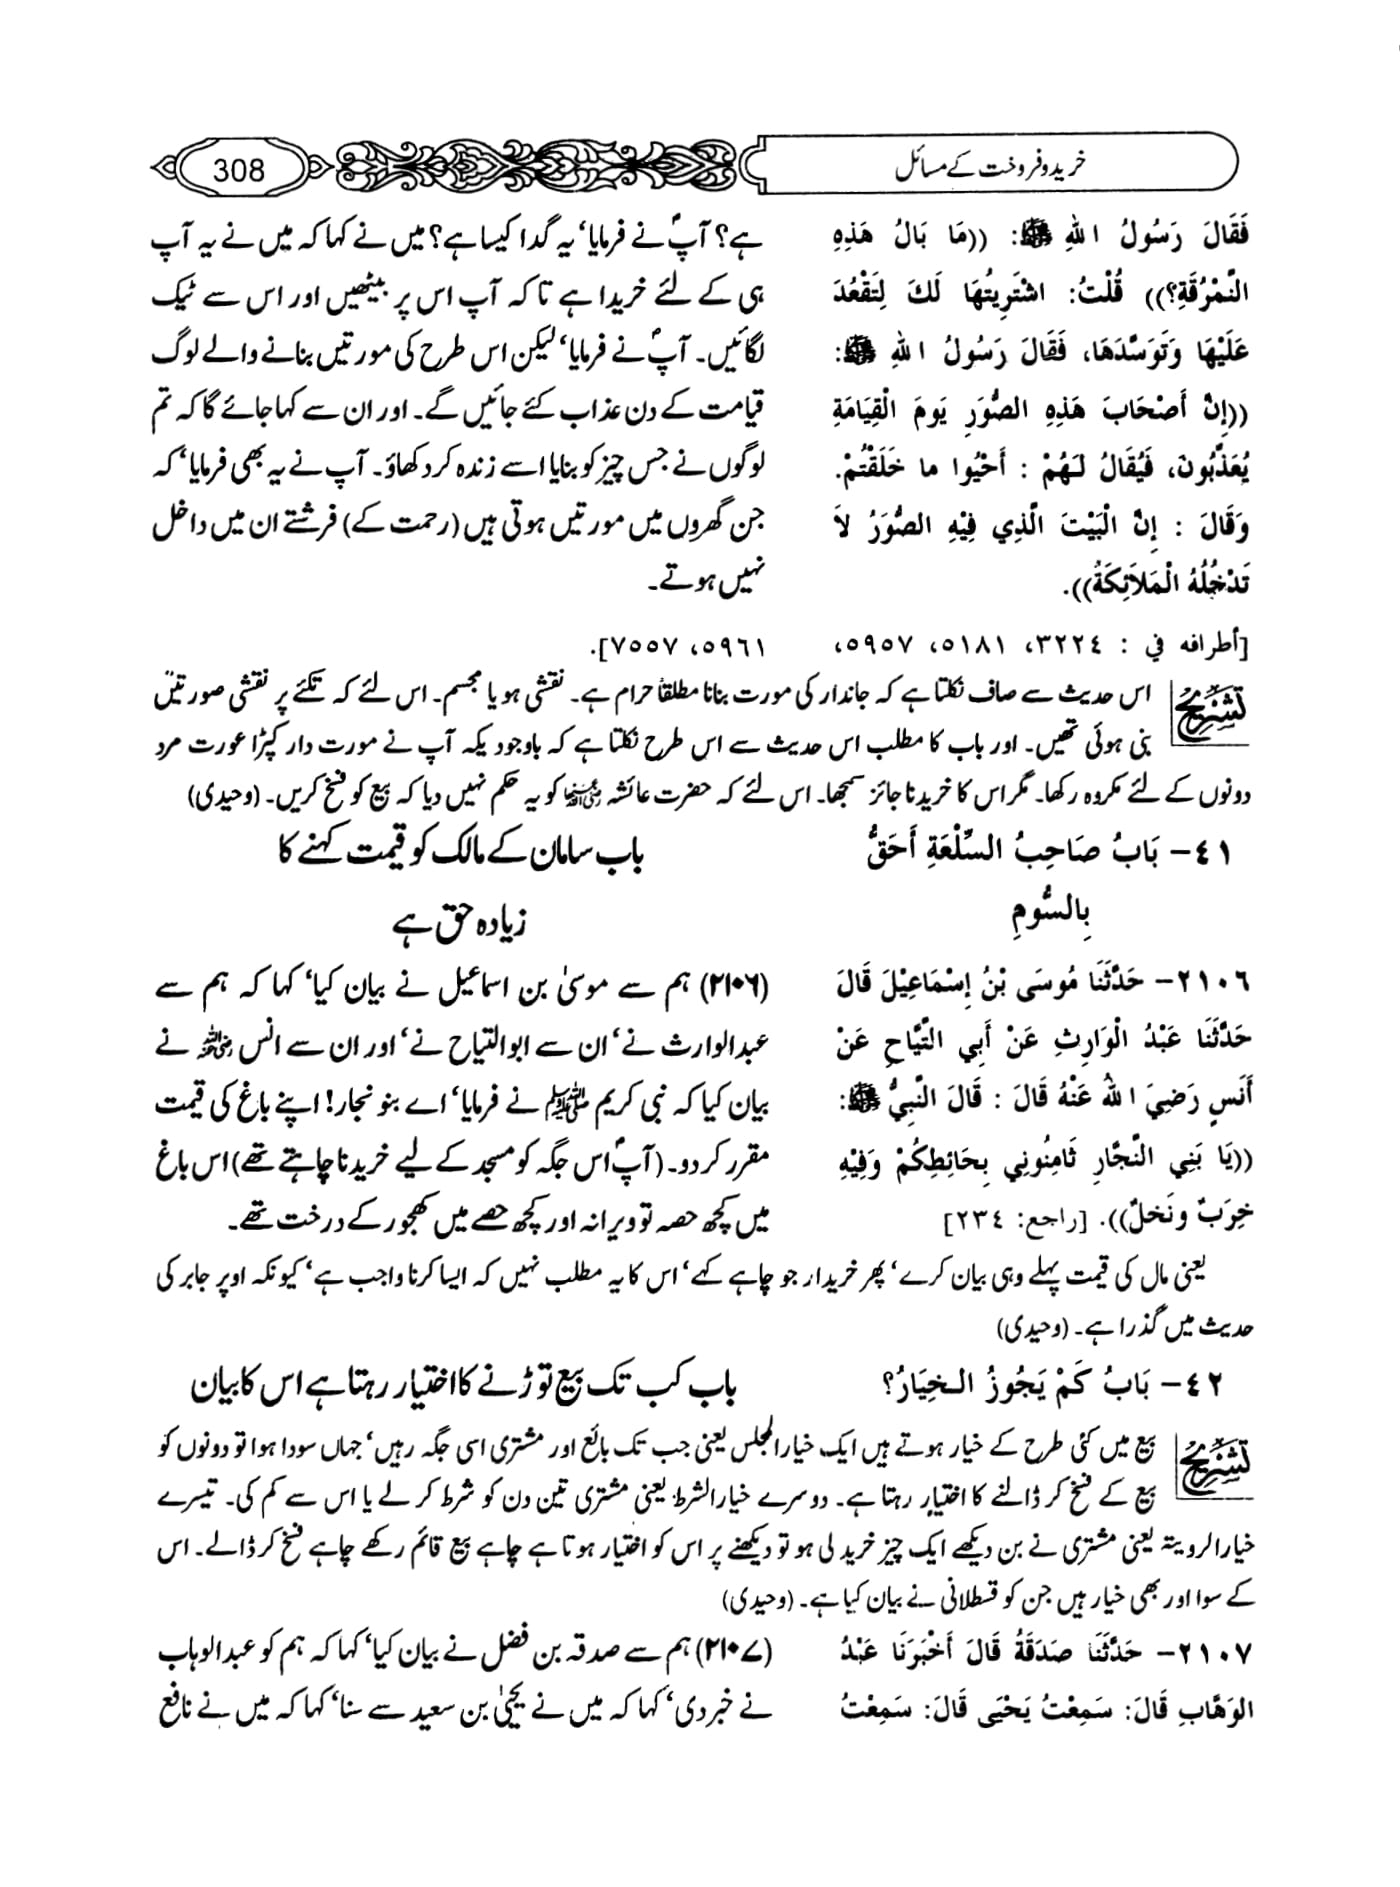 خرید و فروخت کے مسائل
308
فَقَالَ رَسُولُ اللهِ ﷺ: ((مَا بَالُ هَذِهِ
النَّمْرُقَةِ؟)) قُلْتُ: اشْتَرِيتُهَا لَكَ لِتَقْعُدَ
عَلَيْهَا وَتَوَسَّدَهَا، فَقَالَ رَسُولُ اللهِ ﷺ:
((إِنَّ أَصْحَابَ هَذِهِ الصُّوَرِ يَومَ الْقِيَامَةِ
يُعَذَّبُونَ، فَيُقَالُ لَهُمْ : أَحْيُوا ما خَلَقْتُمْ.
وَقَالَ : إِنَّ الْبَيْتَ الَّذِي فِيْهِ الصُّوَرُ لاَ
تَدْخُلُهُ الْمَلاَئِكَةُ)).
[أطرافه في : ٣٢٢٤، ٥١٨١، ٥٩٥٧،
٥٩٦١، ٧٥٥٧].
ہے؟ آپؐ نے فرمایا‘ یہ گدا کیسا ہے؟ میں نے کہا کہ میں نے یہ آپ
ہی کے لئے خریدا ہے تاکہ آپ اس پر بیٹھیں اور اس سے ٹیک
لگائیں۔ آپؐ نے فرمایا‘ لیکن اس طرح کی مورتیں بنانے والے لوگ
قیامت کے دن عذاب کئے جائیں گے۔ اور ان سے کہا جائے گا کہ تم
لوگوں نے جس چیز کو بنایا اسے زندہ کر دکھاؤ۔ آپ نے یہ بھی فرمایا‘ کہ
جن گھروں میں مورتیں ہوتی ہیں (رحمت کے) فرشتے ان میں داخل
نہیں ہوتے۔
تشریح
اس حدیث سے صاف نکلتا ہے کہ جاندار کی مورت بنانا مطلقاً حرام ہے۔ نقشی ہو یا مجسم۔ اس لئے کہ تکئے پر نقشی صورتیں
بنی ہوئی تھیں۔ اور باب کا مطلب اس حدیث سے اس طرح نکلتا ہے کہ باوجودیکہ آپ نے مورت دار کپڑا عورت مرد
دونوں کے لئے مکروہ رکھا۔ مگر اس کا خریدنا جائز سمجھا۔ اس لئے کہ حضرت عائشہ رضی اللہ عنہا کو یہ حکم نہیں دیا کہ بیع کو فسخ کریں۔ (وحیدی)
٤١- بَابُ صَاحِبُ السِّلْعَةِ أَحَقُّ
بِالسَّومِ
باب سامان کے مالک کو قیمت کہنے کا
زیادہ حق ہے
٢١٠٦- حَدَّثَنَا مُوسَى بْنُ إِسْمَاعِيْلَ قَالَ
حَدَّثَنَا عَبْدُ الْوَارِثِ عَنْ أَبِي التَّيَّاحِ عَنْ
أَنَسٍ رَضِيَ اللهُ عَنْهُ قَالَ : قَالَ النَّبِيُّ ﷺ:
((يَا بَنِي النَّجَّارِ ثَامِنُونِي بِحَائِطِكُمْ وَفِيْهِ
خِرَبٌ ونَخلٌ)). [راجع: ٢٣٤]
(۲۱۰۶) ہم سے موسیٰ بن اسماعیل نے بیان کیا‘ کہا کہ ہم سے
عبدالوارث نے‘ ان سے ابو التیاح نے‘ اور ان سے انس رضی اللہ عنہ نے
بیان کیا کہ نبی کریم ﷺ نے فرمایا‘ اے بنو نجار! اپنے باغ کی قیمت
مقرر کر دو۔ (آپؐ اس جگہ کو مسجد کے لیے خریدنا چاہتے تھے) اس باغ
میں کچھ حصہ تو ویرانہ اور کچھ حصے میں کھجور کے درخت تھے۔
یعنی مال کی قیمت پہلے وہی بیان کرے‘ پھر خریدار جو چاہے کہے‘ اس کا یہ مطلب نہیں کہ ایسا کرنا واجب ہے‘ کیونکہ اوپر جابر کی
حدیث میں گذرا ہے۔ (وحیدی)
٤٢- بَابُ كَمْ يَجُوزُ الْخِيَارُ؟
باب کب تک بیع توڑنے کا اختیار رہتا ہے اس کا بیان
تشریح
بیع میں کئی طرح کے خیار ہوتے ہیں ایک خیار المجلس یعنی جب تک بائع اور مشتری اسی جگہ رہیں‘ جہاں سودا ہوا تو دونوں کو
بیع کے فسخ کر ڈالنے کا اختیار رہتا ہے۔ دوسرے خیار الشرط یعنی مشتری تین دن کو شرط کر لے یا اس سے کم کی۔ تیسرے
خیار الرویتہ یعنی مشتری نے بن دیکھے ایک چیز خرید لی ہو تو دیکھنے پر اس کو اختیار ہوتا ہے چاہے بیع قائم رکھے چاہے فسخ کر ڈالے۔ اس
کے سوا اور بھی خیار ہیں جن کو قسطلانی نے بیان کیا ہے۔ (وحیدی)
٢١٠٧- حَدَّثَنَا صَدَقَةُ قَالَ أَخْبَرَنَا عَبْدُ
الوَهَّابِ قَالَ: سَمِعْتُ يَحْيَى قَالَ: سَمِعْتُ
(۲۱۰۷) ہم سے صدقہ بن فضل نے بیان کیا‘ کہا کہ ہم کو عبدالوہاب
نے خبر دی‘ کہا کہ میں نے یحییٰ بن سعید سے سنا‘ کہا کہ میں نے نافع